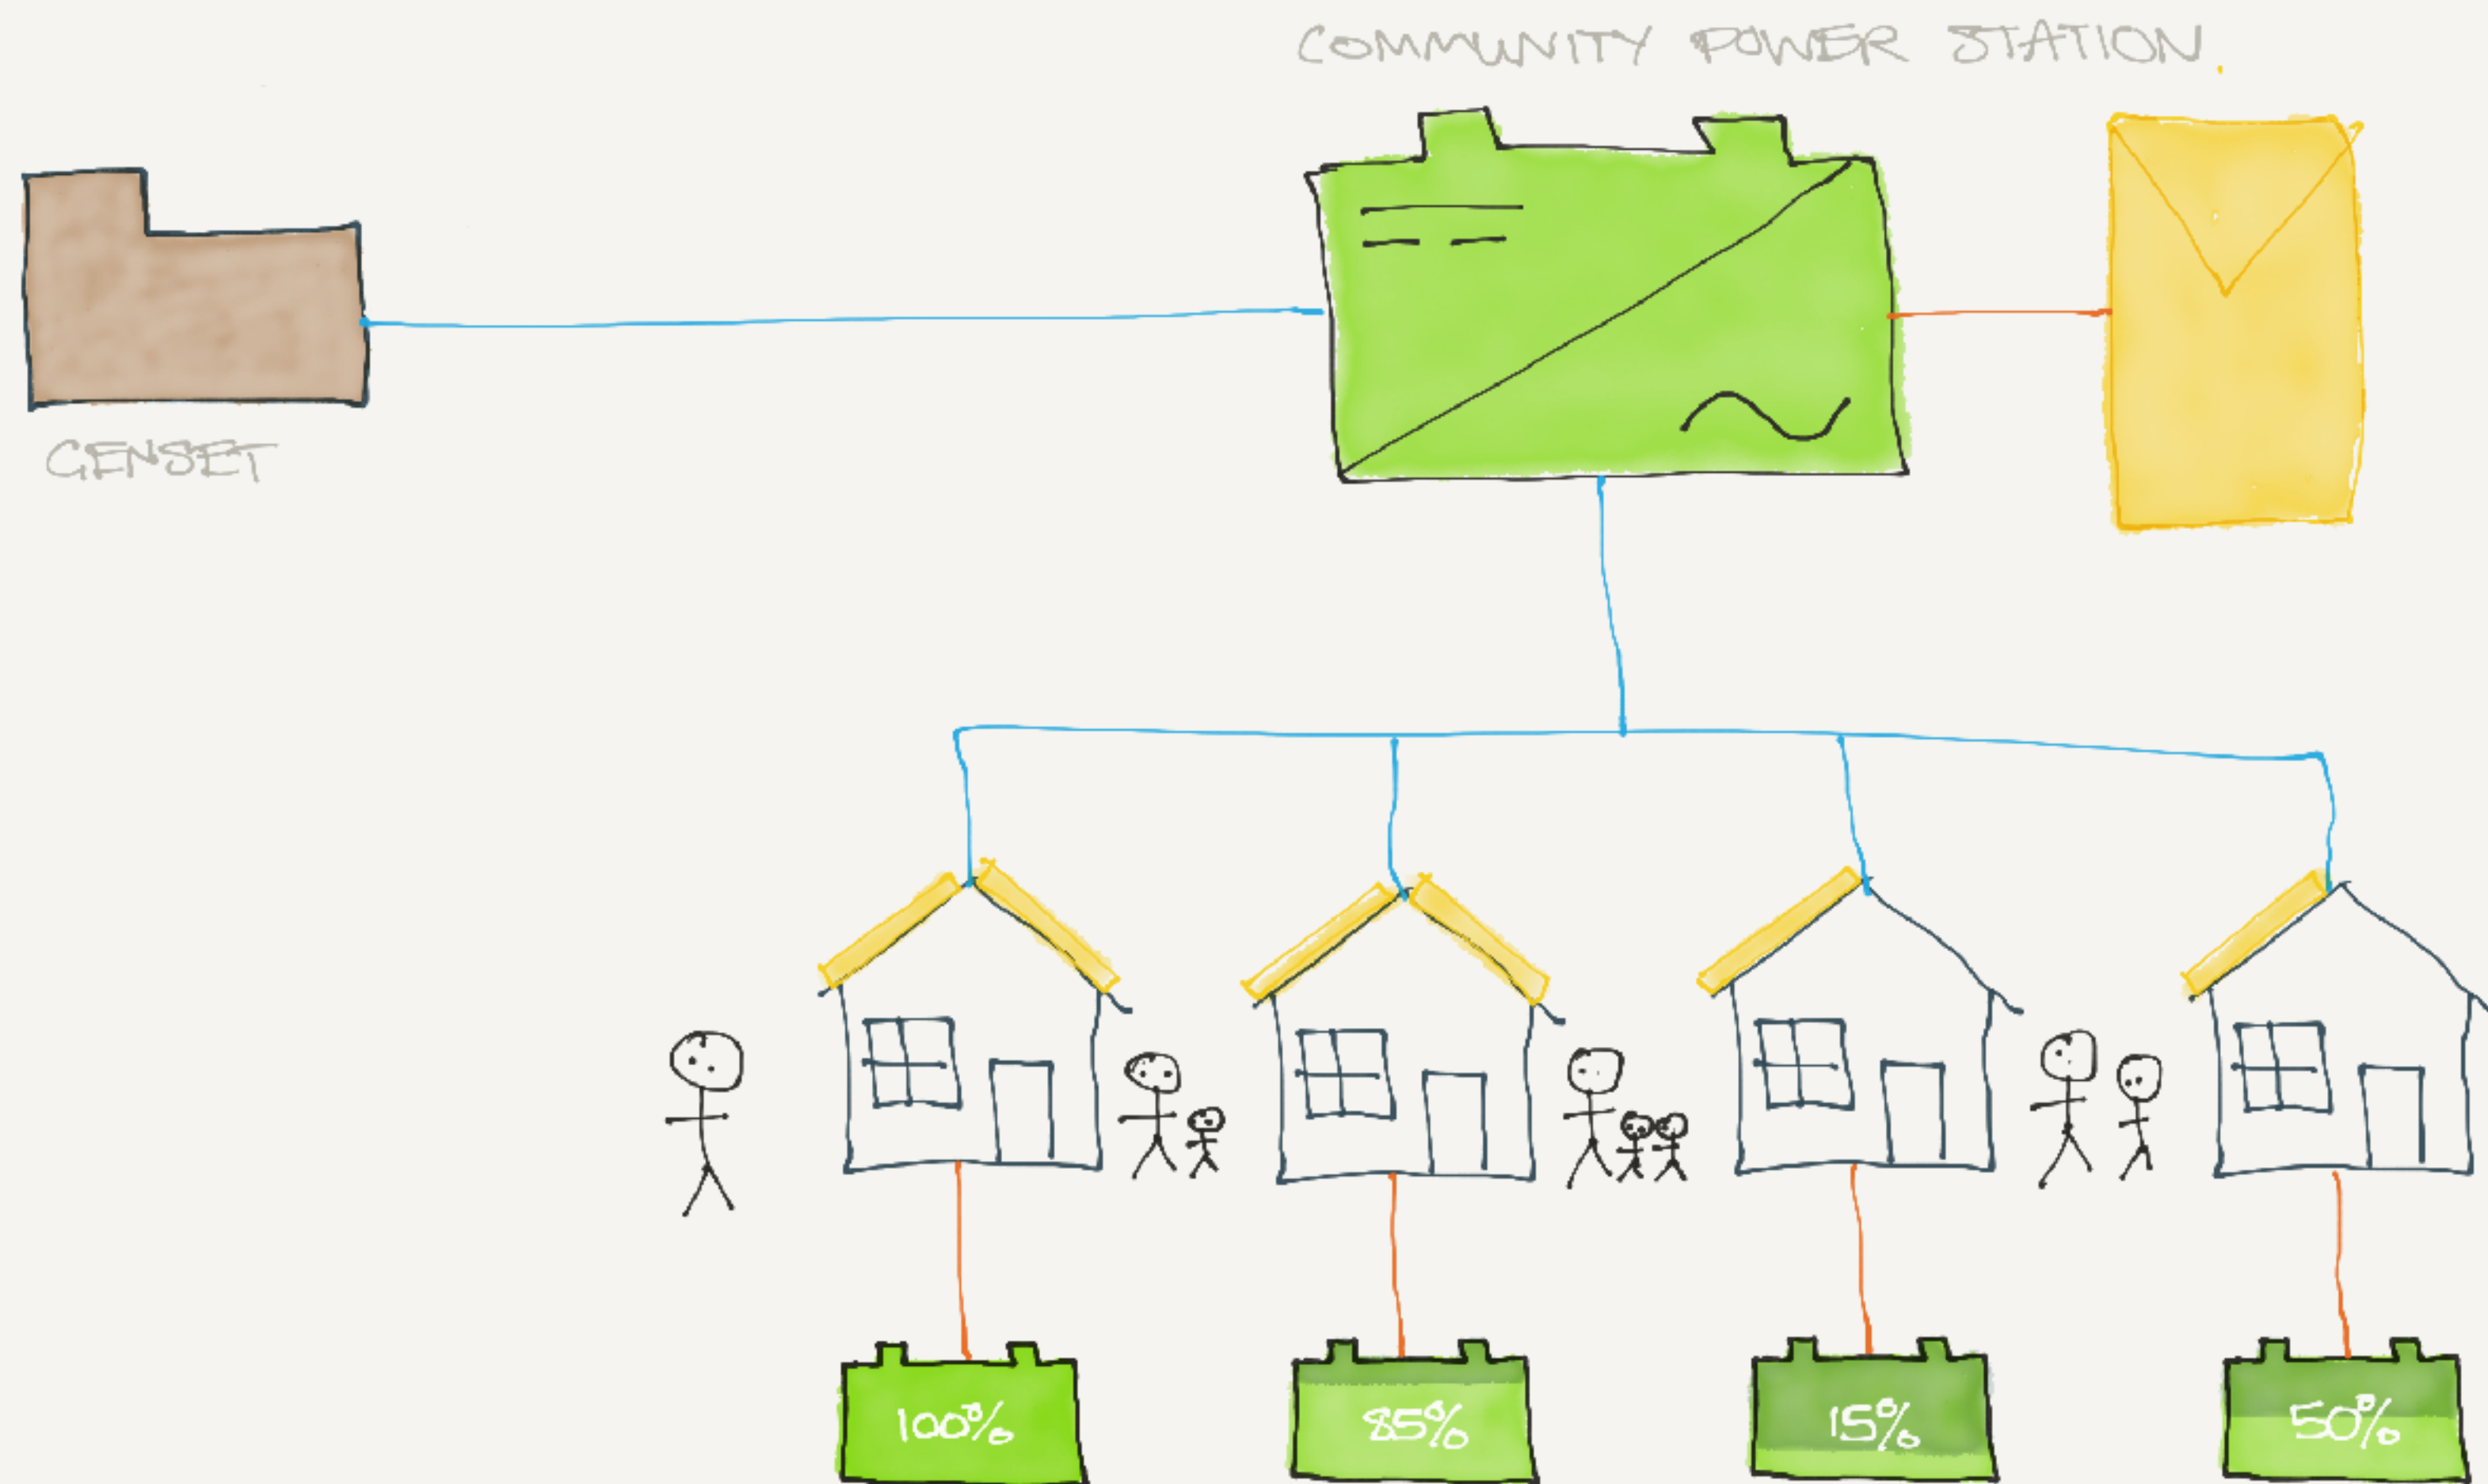 COMMUNITY POWER STATION.
GENSET
100%
85%
15%
50%